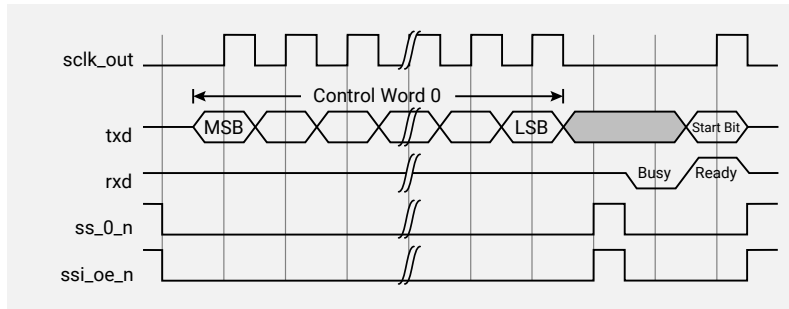 sclk_out
Control Word 0
txd
MSB
LSB
Start Bit
rxd
Busy
Ready
ss_0_n
ssi_oe_n